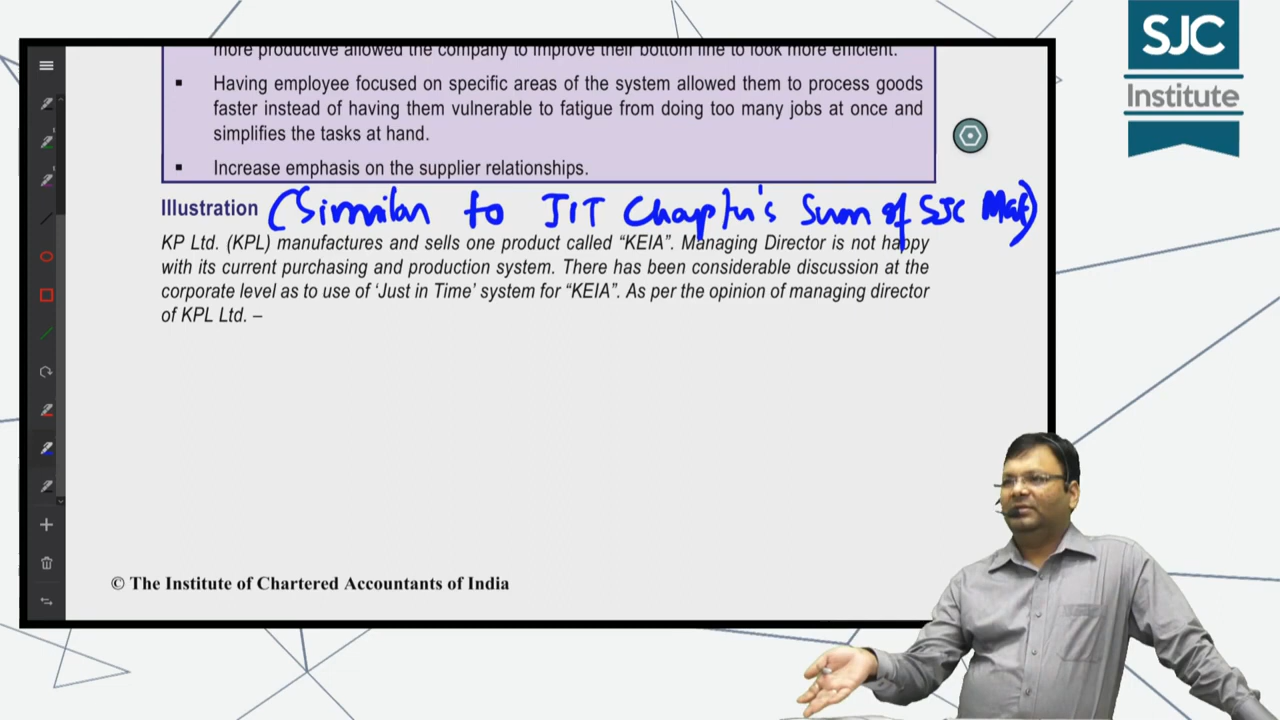 SJC
Institute
more productive allowed the company to improve their bottom line to look more efficient.
▪ Having employee focused on specific areas of the system allowed them to process goods
faster instead of having them vulnerable to fatigue from doing too many jobs at once and
simplifies the tasks at hand.
▪ Increase emphasis on the supplier relationships.
Illustration (Similar to JIT Chapter's Sum of SJC Mat)
KP Ltd. (KPL) manufactures and sells one product called “KEIA”. Managing Director is not happy
with its current purchasing and production system. There has been considerable discussion at the
corporate level as to use of ‘Just in Time’ system for “KEIA”. As per the opinion of managing director
of KPL Ltd. –
© The Institute of Chartered Accountants of India